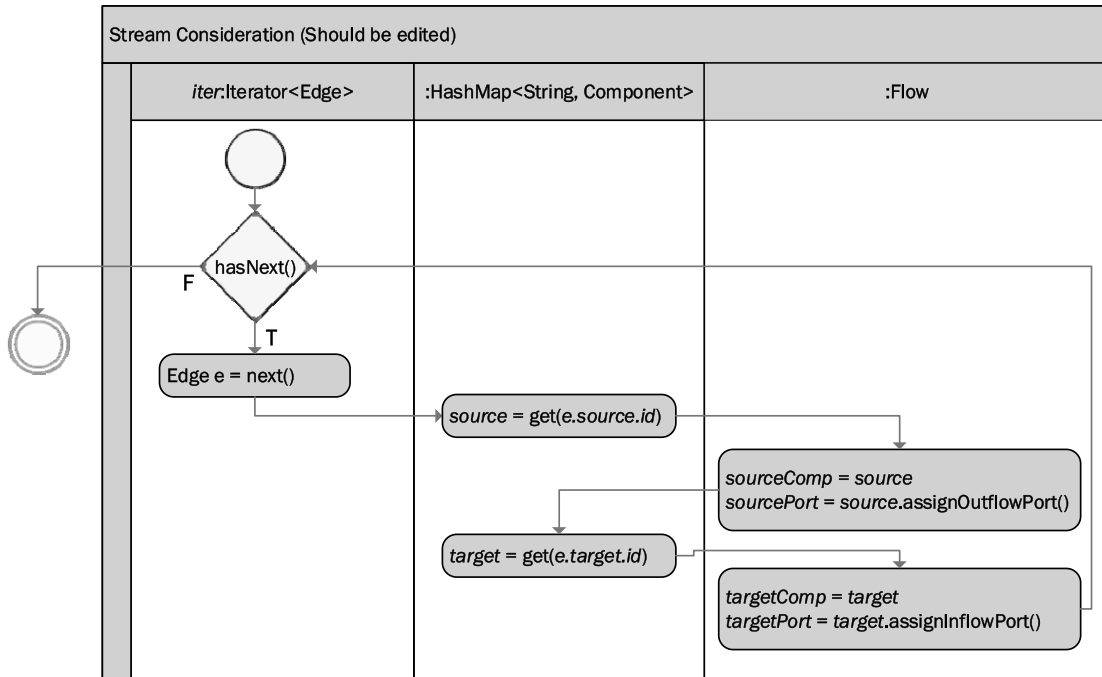 Stream Consideration (Should be edited)
iter:Iterator<Edge>
:HashMap<String, Component>
:Flow
hasNext()
F
T
Edge e = next()
source = get(e.source.id)
sourceComp = source
sourcePort = source.assignOutflowPort()
target = get(e.target.id)
targetComp = target
targetPort = target.assignInflowPort()